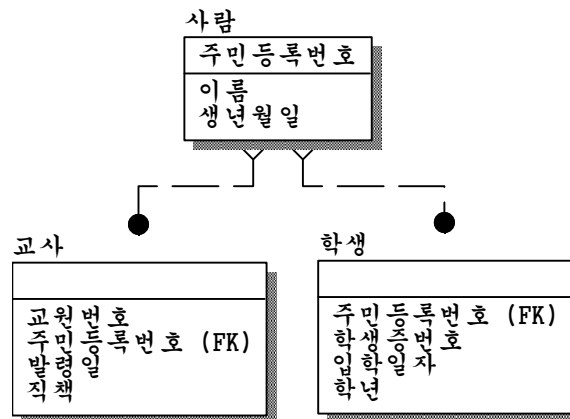 사람
주민등록번호
이름
생년월일
교사
교원번호
주민등록번호 (FK)
발령일
직책
학생
주민등록번호 (FK)
학생증번호
입학일자
학년